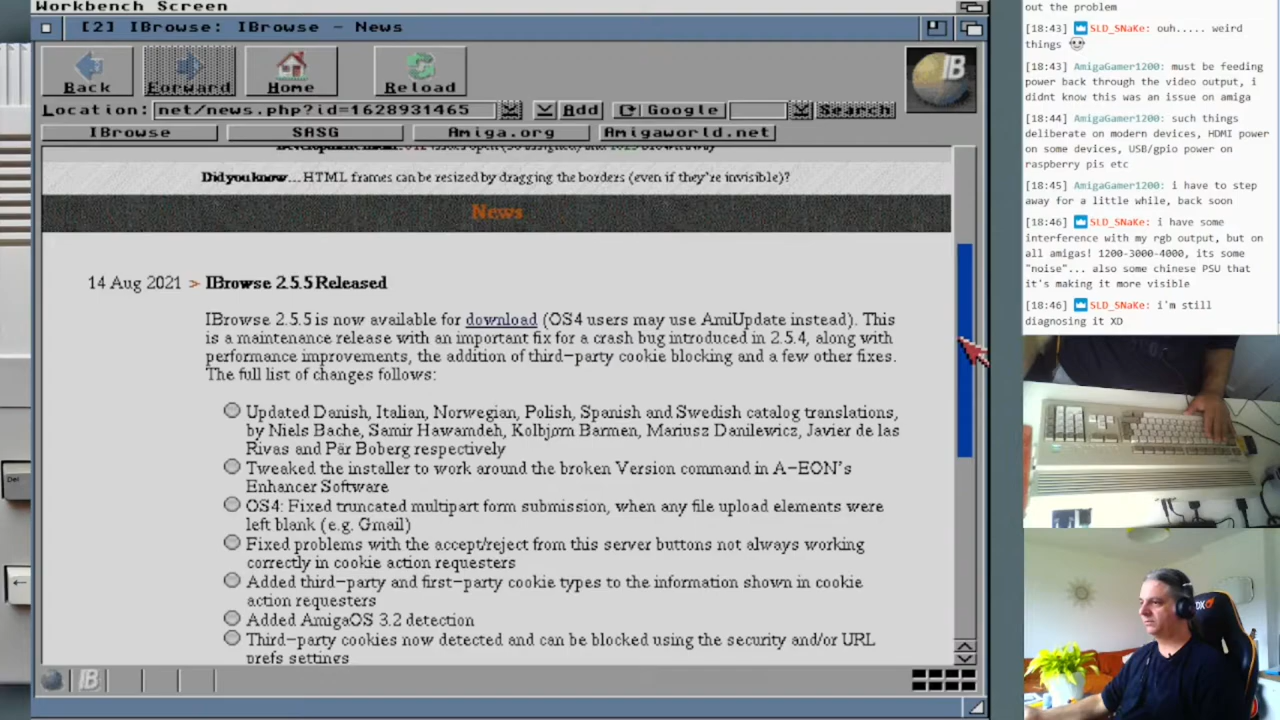 Workbench Screen
[2] IBrowse: IBrowse - News
Back
Forward
Home
Reload
IB
Location: net/news.php?id=1628931465
Add
Google
Search
IBrowse
SASG
Amiga.org
Amigaworld.net
Did you know... HTML frames can be resized by dragging the borders (even if they're invisible)?
News
14 Aug 2021 > IBrowse 2.5.5 Released
IBrowse 2.5.5 is now available for download (OS4 users may use AmiUpdate instead). This
is a maintenance release with an important fix for a crash bug introduced in 2.5.4, along with
performance improvements, the addition of third-party cookie blocking and a few other fixes.
The full list of changes follows:
Updated Danish, Italian, Norwegian, Polish, Spanish and Swedish catalog translations,
by Niels Bache, Samir Hawamdeh, Kolbjørn Barmen, Mariusz Danilewicz, Javier de las
Rivas and Pär Boberg respectively
Tweaked the installer to work around the broken Version command in A-EON's
Enhancer Software
OS4: Fixed truncated multipart form submission, when any file upload elements were
left blank (e.g. Gmail)
Fixed problems with the accept/reject from this server buttons not always working
correctly in cookie action requesters
Added third-party and first-party cookie types to the information shown in cookie
action requesters
Added AmigaOS 3.2 detection
Third-party cookies now detected and can be blocked using the security and/or URL
prefs settings
IB
Del
out the problem
[18:43] SLD_SNaKe: ouh..... weird
things
[18:43] AmigaGamer1200: must be feeding
power back through the video output, i
didnt know this was an issue on amiga
[18:44] AmigaGamer1200: such things
deliberate on modern devices, HDMI power
on some devices, USB/gpio power on
raspberry pis etc
[18:45] AmigaGamer1200: i have to step
away for a little while, back soon
[18:46] SLD_SNaKe: i have some
interference with my rgb output, but on
all amigas! 1200-3000-4000, its some
"noise"... also some chinese PSU that
it's making it more visible
[18:46] SLD_SNaKe: i'm still
diagnosing it XD